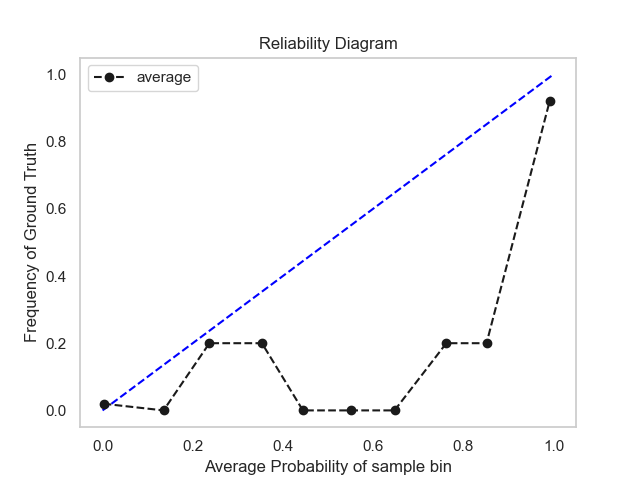 Reliability Diagram
average
1.0
0.8
0.6
0.4
0.2
0.0
Frequency of Ground Truth
0.0 0.2 0.4 0.6 0.8 1.0
Average Probability of sample bin